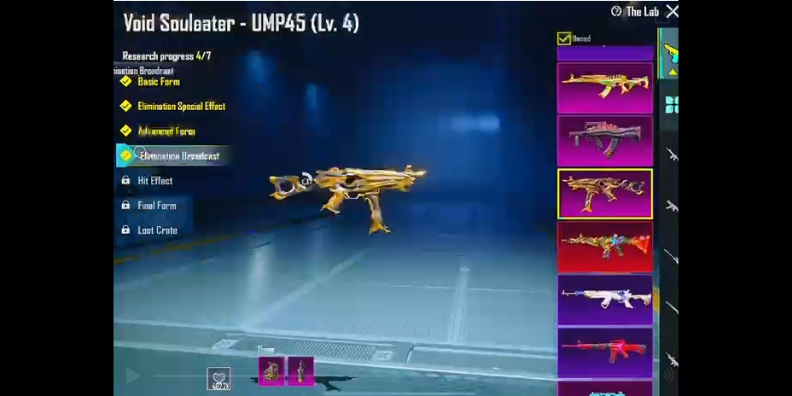 Void Souleater - UMP45 (Lv. 4)
The Lab
Research progress 4/7
Basic Form
Elimination Special Effect
Advanced Form
Elimination Broadcast
Hit Effect
Final Form
Loot Crate